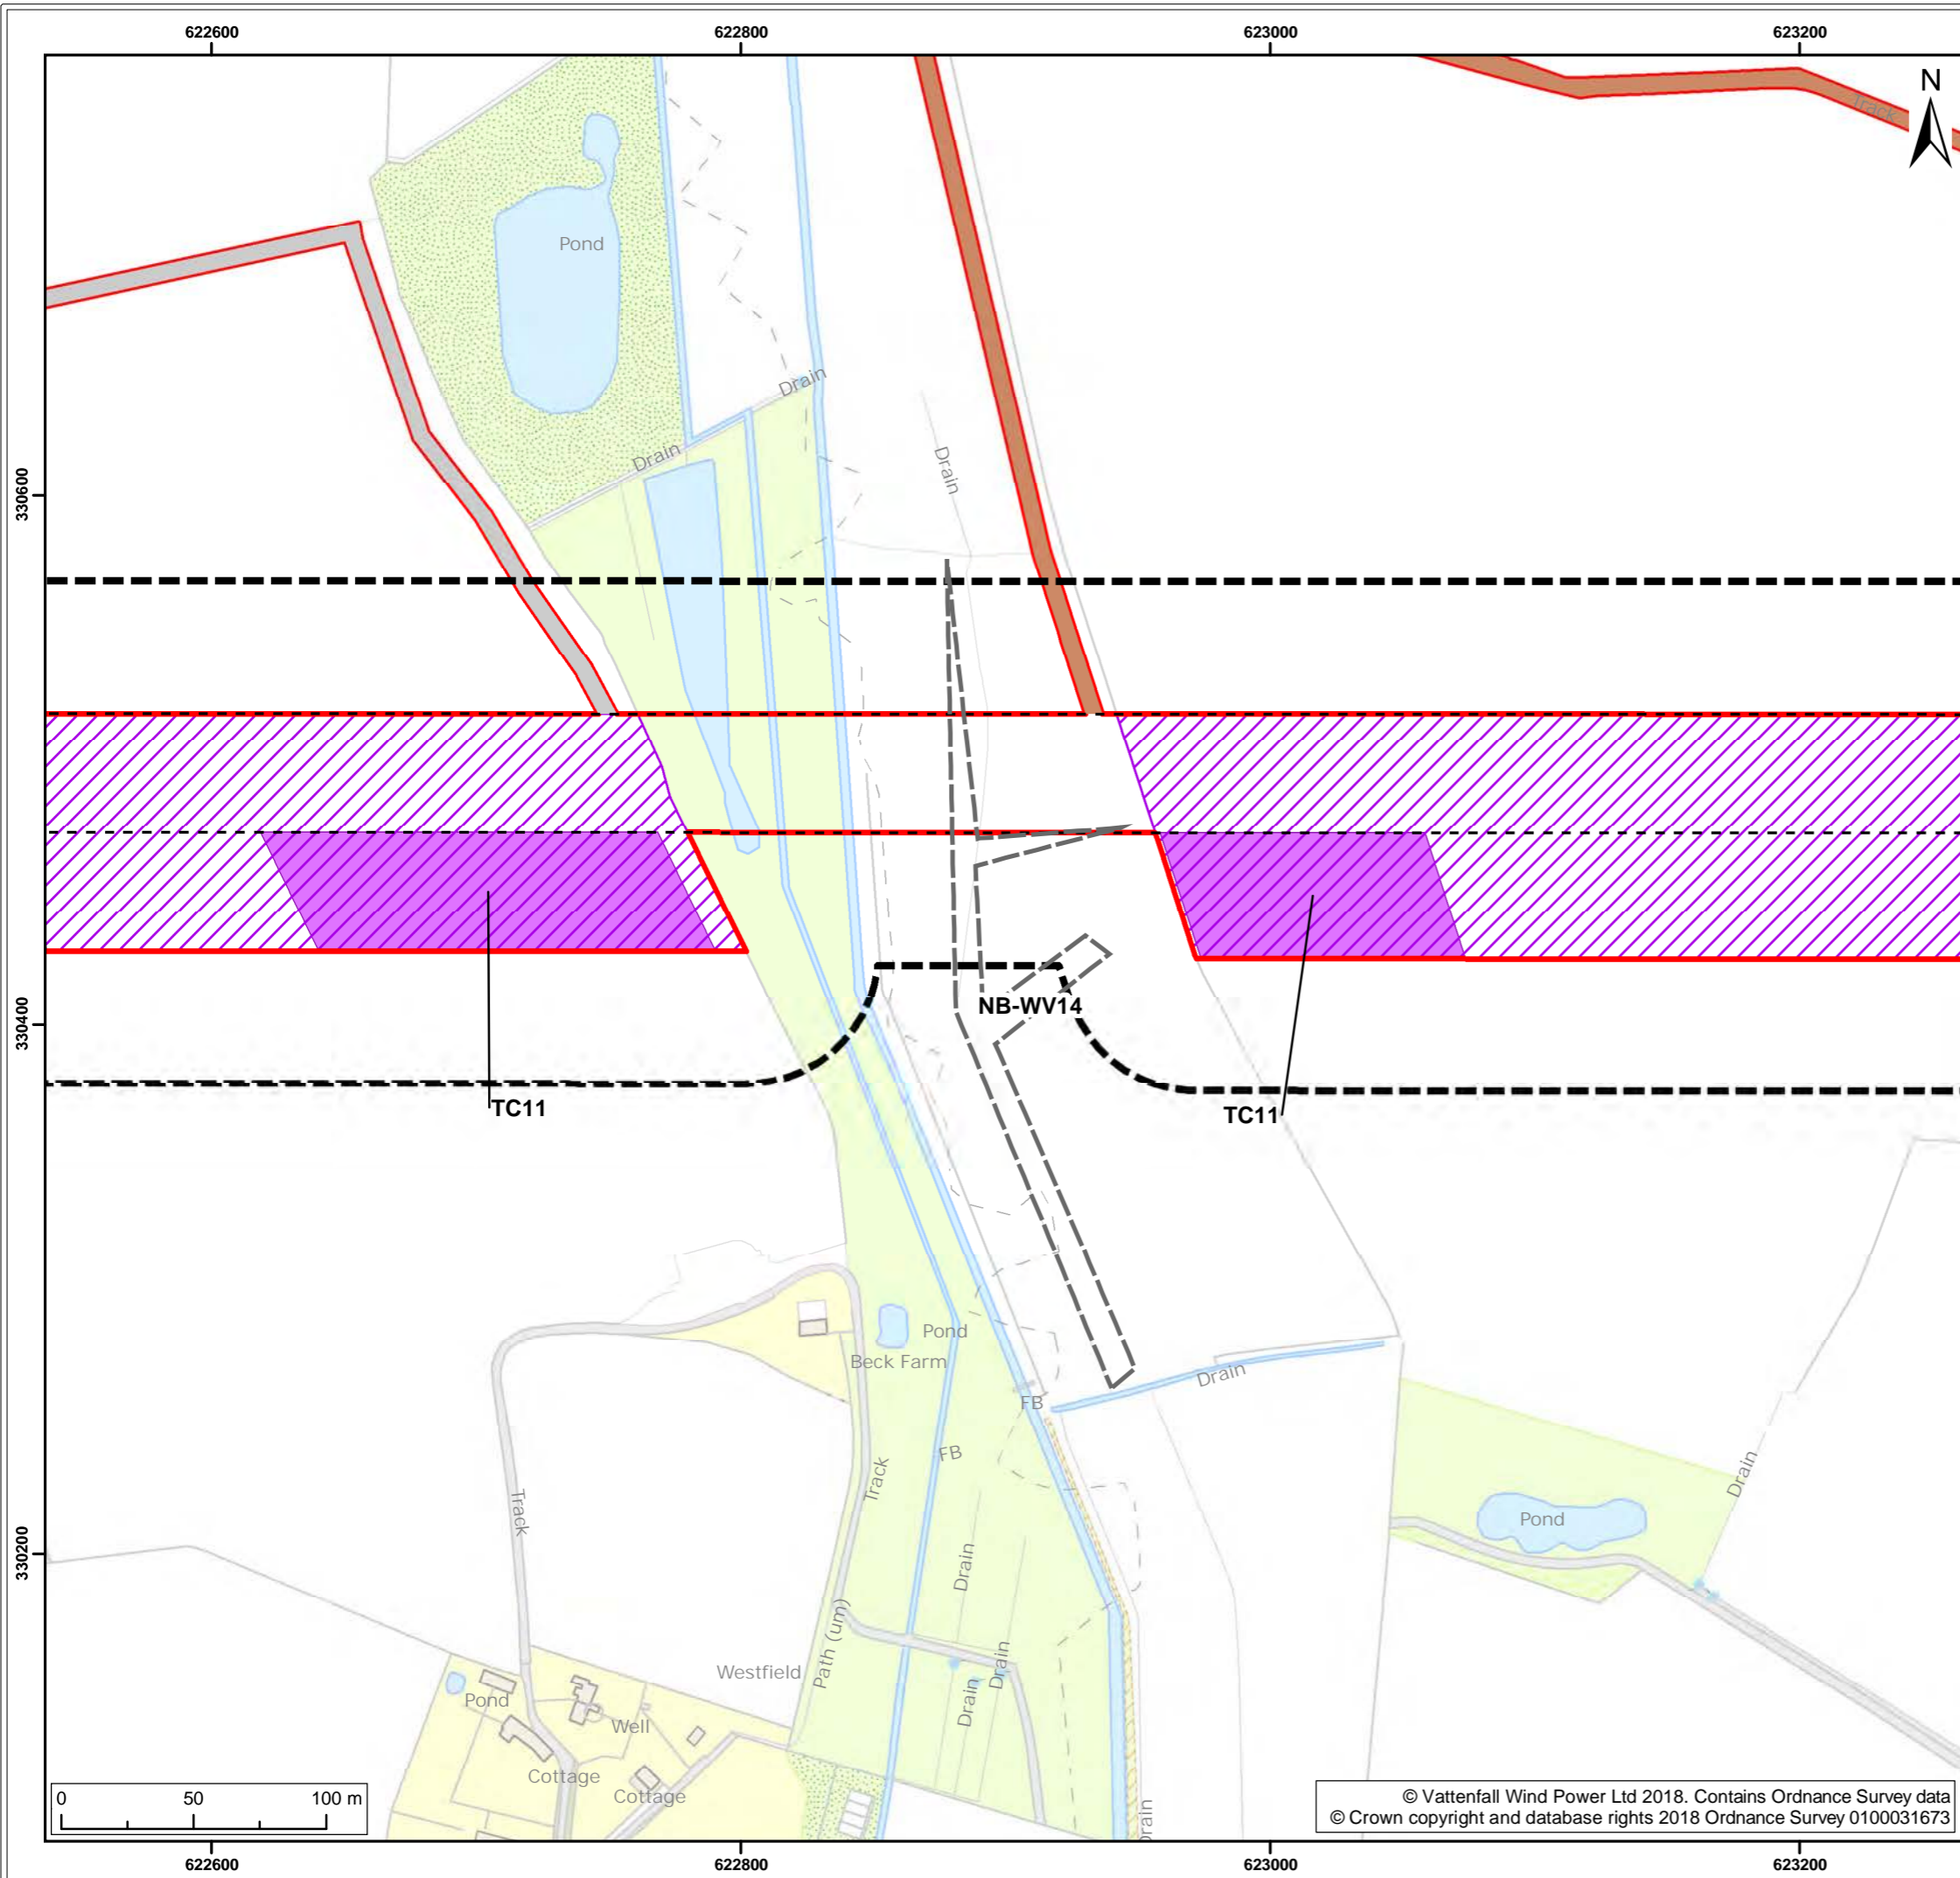 622600
622800
623000
623200
N
Track
Pond
Drain
Drain
Drain
330600
NB-WV14
330400
TC11
TC11
Pond
Beck Farm
Drain
FB
FB
Track
Track
Drain
Pond
330200
Drain
Path (um)
Drain
Westfield
Drain
Pond
Well
Cottage
Cottage
Drain
0 50 100 m
© Vattenfall Wind Power Ltd 2018. Contains Ordnance Survey data
© Crown copyright and database rights 2018 Ordnance Survey 0100031673
622600
622800
623000
623200